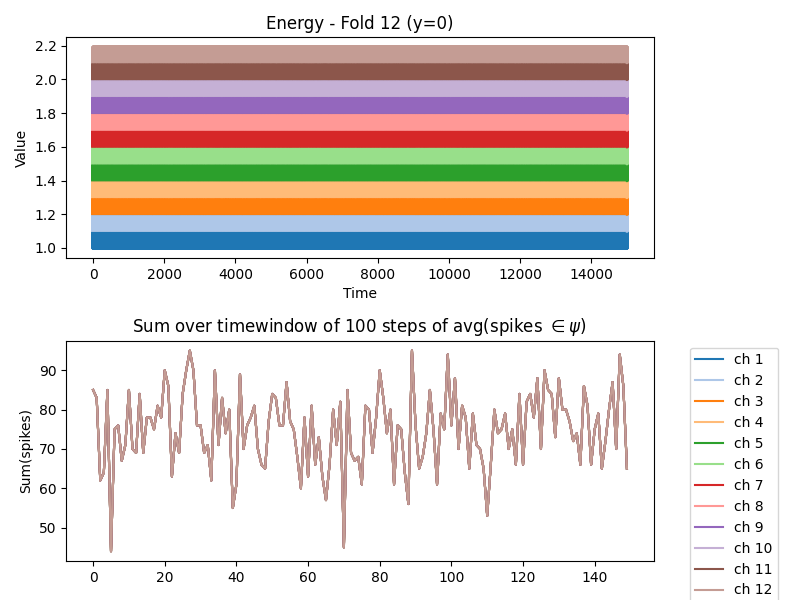 Energy - Fold 12 (y=0)
2.2
2.0
1.8
1.6
1.4
1.2
1.0
Value
0 2000 4000 6000 8000 10000 12000 14000
Time
Sum over timewindow of 100 steps of avg(spikes ∈ψ)
90
80
70
60
50
Sum(spikes)
0 20 40 60 80 100 120 140
ch 1
ch 2
ch 3
ch 4
ch 5
ch 6
ch 7
ch 8
ch 9
ch 10
ch 11
ch 12